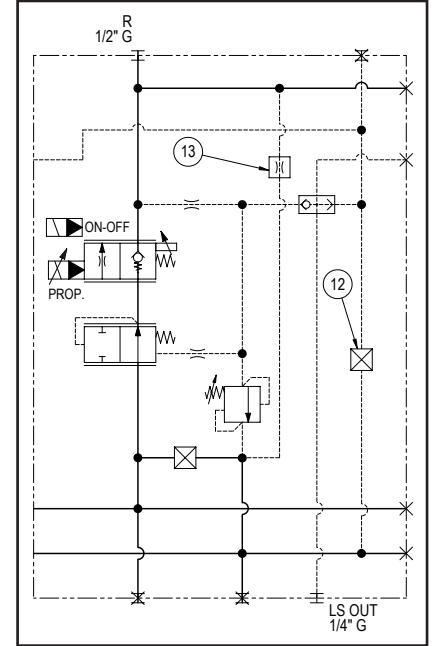 R
1/2" G
13
ON-OFF
PROP.
12
LS OUT
1/4" G